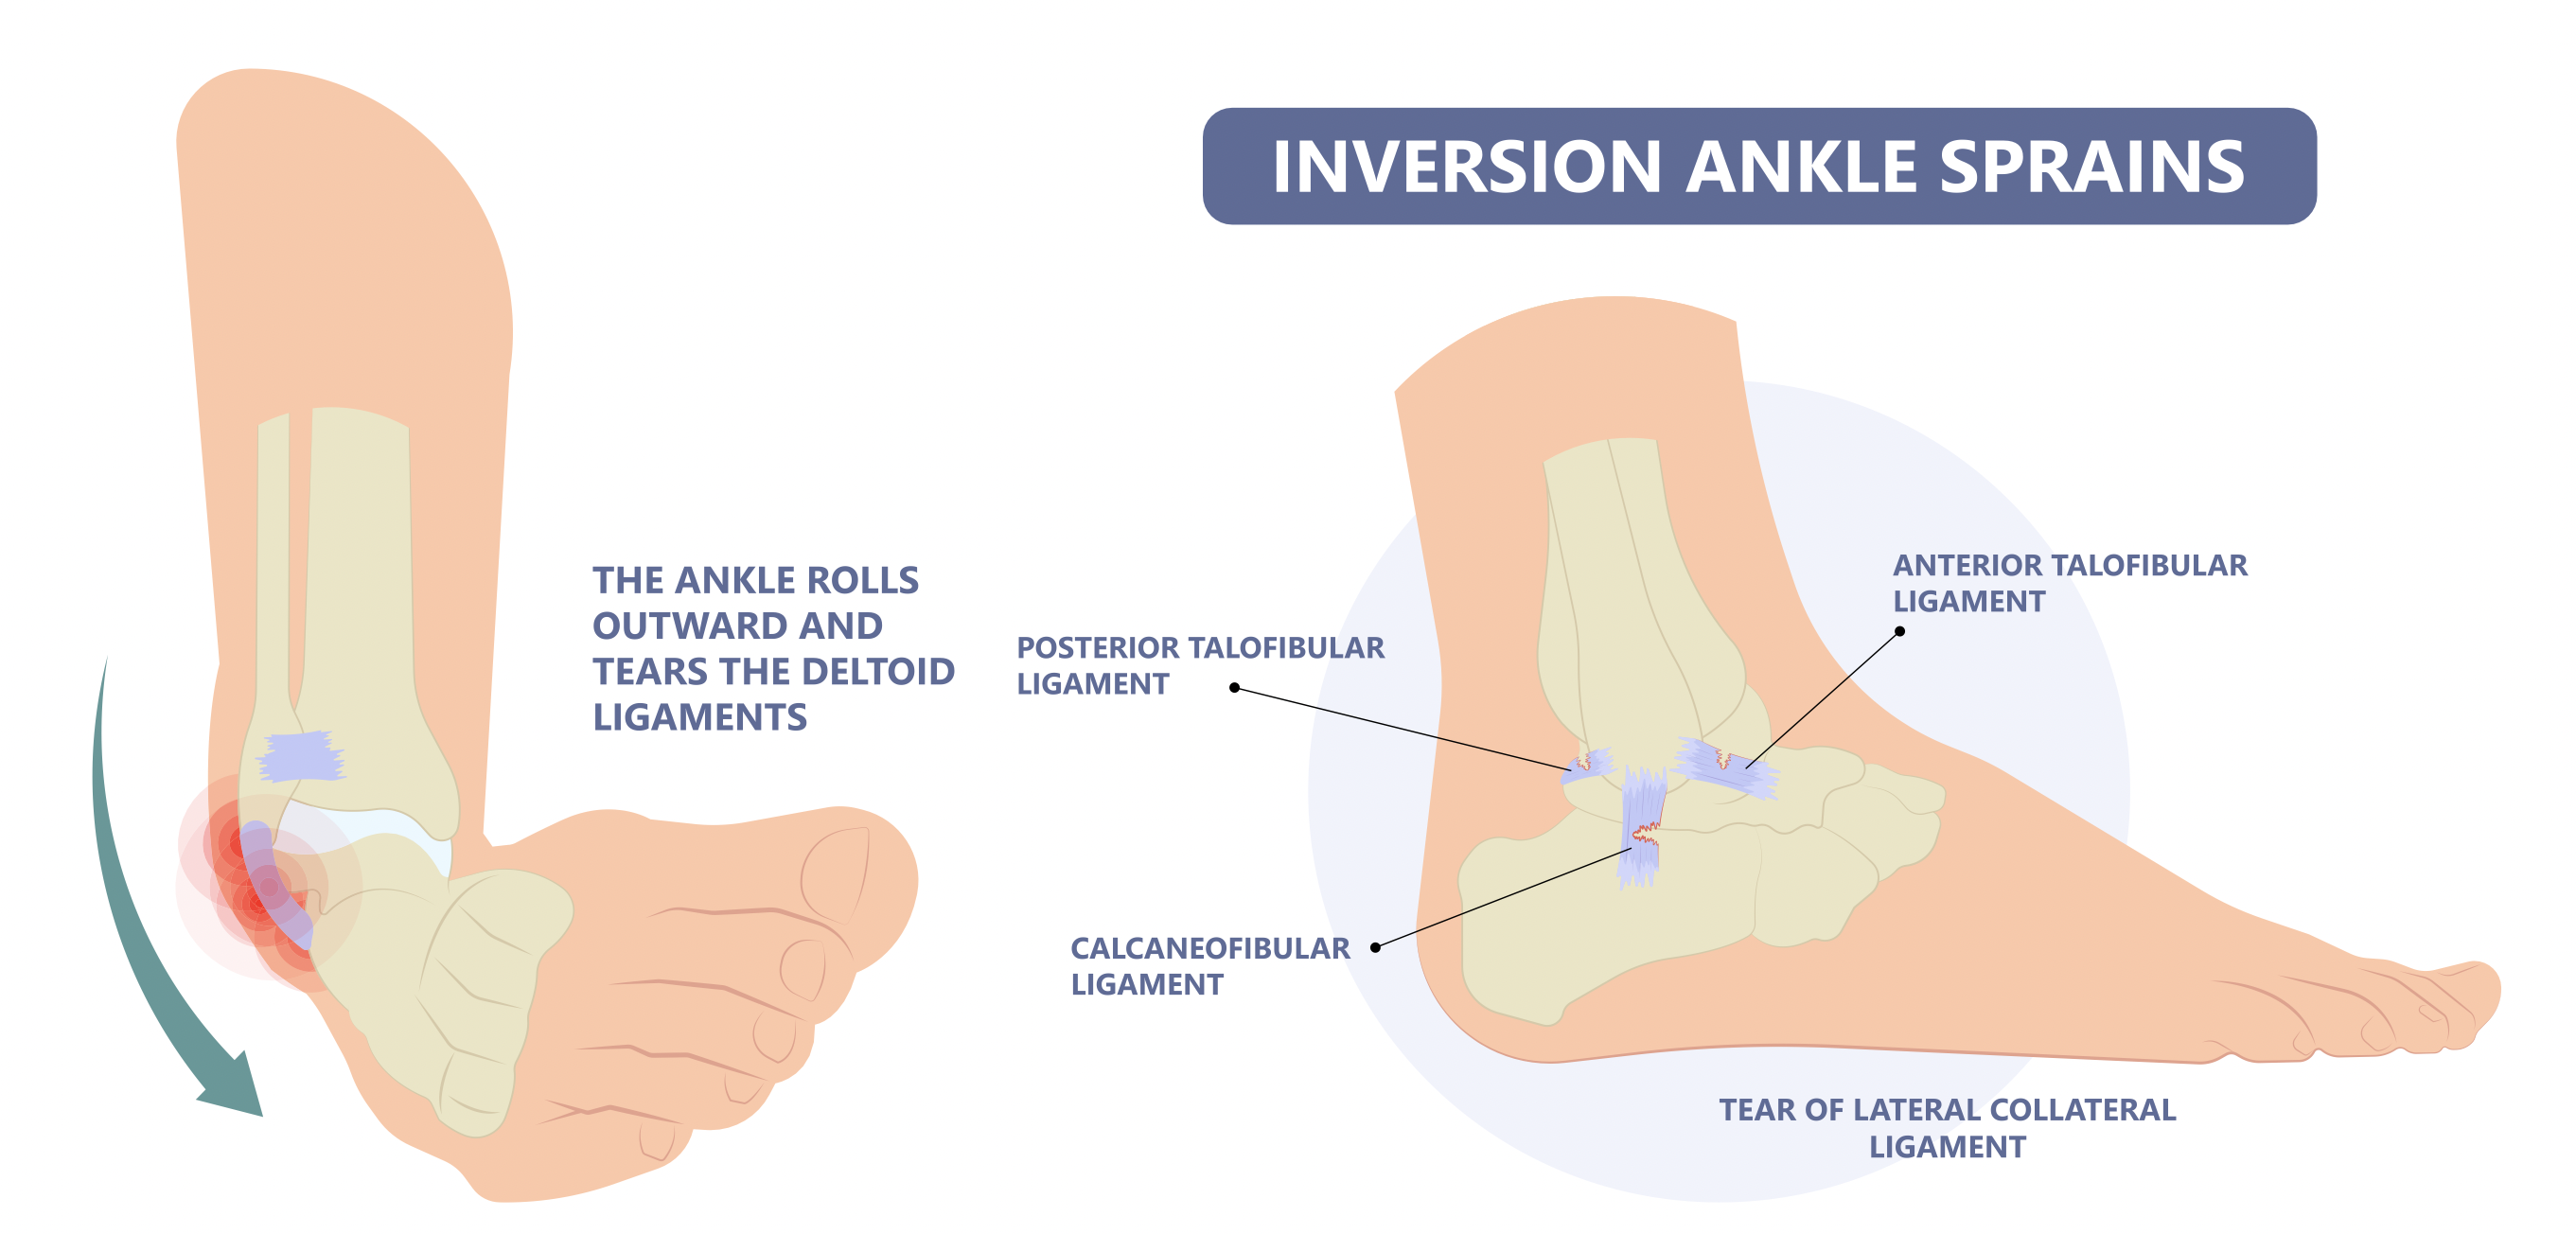 INVERSION ANKLE SPRAINS
THE ANKLE ROLLS
OUTWARD AND
TEARS THE DELTOID
LIGAMENTS
POSTERIOR TALOFIBULAR
LIGAMENT
ANTERIOR TALOFIBULAR
LIGAMENT
CALCANEOFIBULAR
LIGAMENT
TEAR OF LATERAL COLLATERAL
LIGAMENT